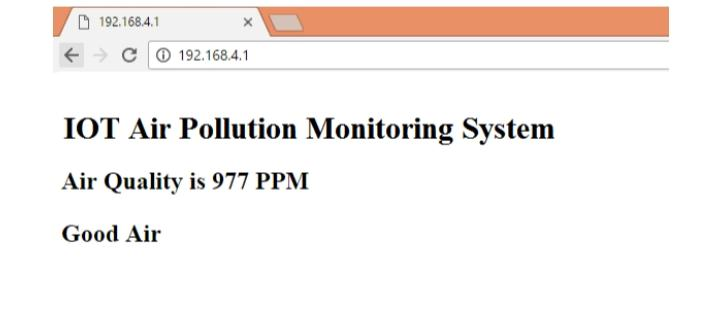 192.168.4.1
192.168.4.1
IOT Air Pollution Monitoring System
Air Quality is 977 PPM
Good Air